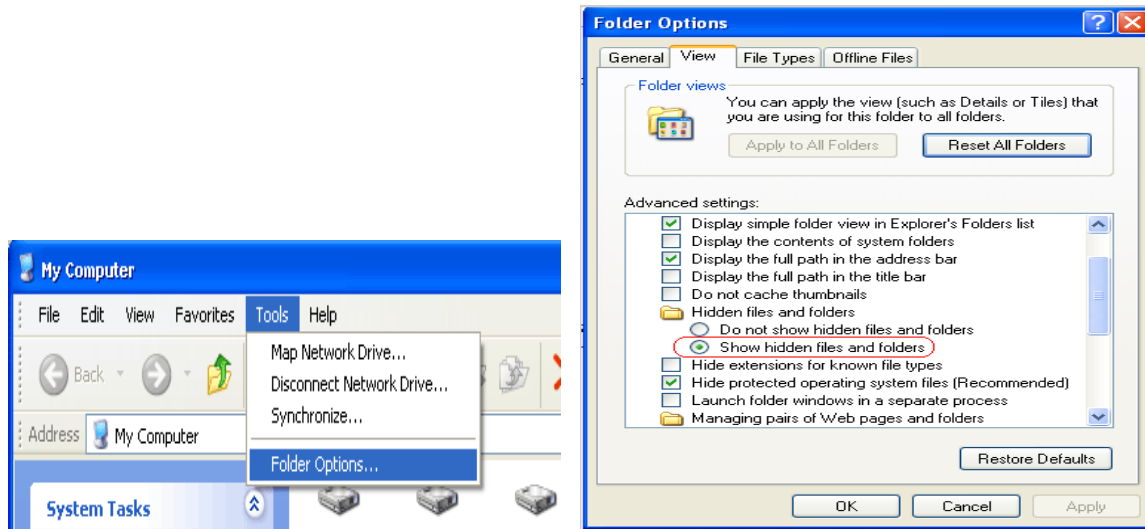 My Computer
File Edit View Favorites Tools Help
Back
Map Network Drive...
Disconnect Network Drive...
Synchronize...
Folder Options...
Address My Computer
System Tasks
Folder Options
General View File Types Offline Files
Folder views
You can apply the view (such as Details or Tiles) that
you are using for this folder to all folders.
Apply to All Folders Reset All Folders
Advanced settings:
Display simple folder view in Explorer's Folders list
Display the contents of system folders
Display the full path in the address bar
Display the full path in the title bar
Do not cache thumbnails
Hidden files and folders
Do not show hidden files and folders
Show hidden files and folders
Hide extensions for known file types
Hide protected operating system files (Recommended)
Launch folder windows in a separate process
Managing pairs of Web pages and folders
Restore Defaults
OK Cancel Apply